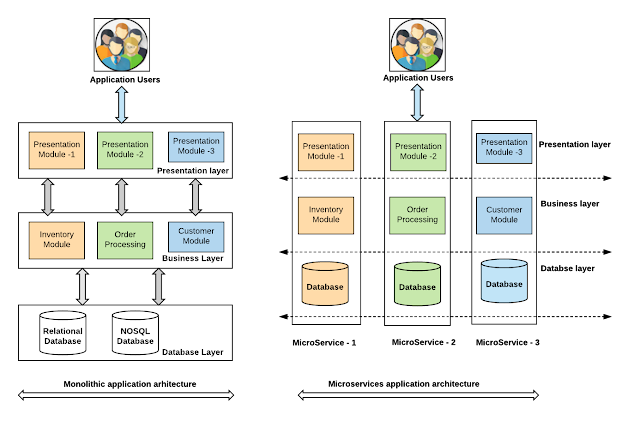 Application Users
Presentation
Module -1
Presentation
Module -2
Presentation
Module -3
Presentation layer
Inventory
Module
Order
Processing
Customer
Module
Business Layer
Relational
Database
NOSQL
Database
Database Layer
Monolithic application arhitecture
Application Users
Presentation
Module -1
Presentation
Module -2
Presentation
Module -3
Presentation layer
Inventory
Module
Order
Processing
Customer
Module
Business layer
Database
Database
Database
Databse layer
MicroService - 1
MicroService - 2
MicroService - 3
Microservices application architecture